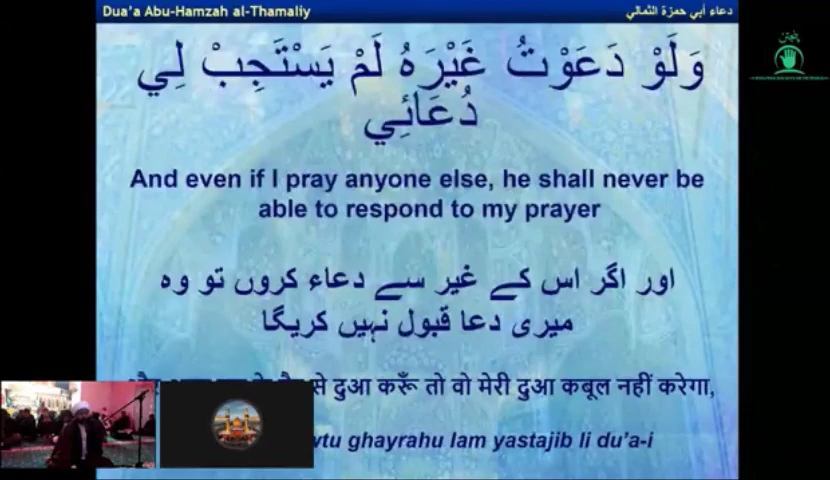 Dua'a Abu-Hamzah al-Thamaliy
دعاء أبي حمزة الثمالي
وَلَوْ دَعَوْتُ غَيْرَهُ لَمْ يَسْتَجِبْ لِي
دُعَائِي
And even if I pray anyone else, he shall never be
able to respond to my prayer
اور اگر اس کے غیر سے دعاء کروں تو وہ
میری دعا قبول نہیں کریگا
से दुआ करूँ तो वो मेरी दुआ कबूल नहीं करेगा,
ghayrahu lam yastajib li du'a-i